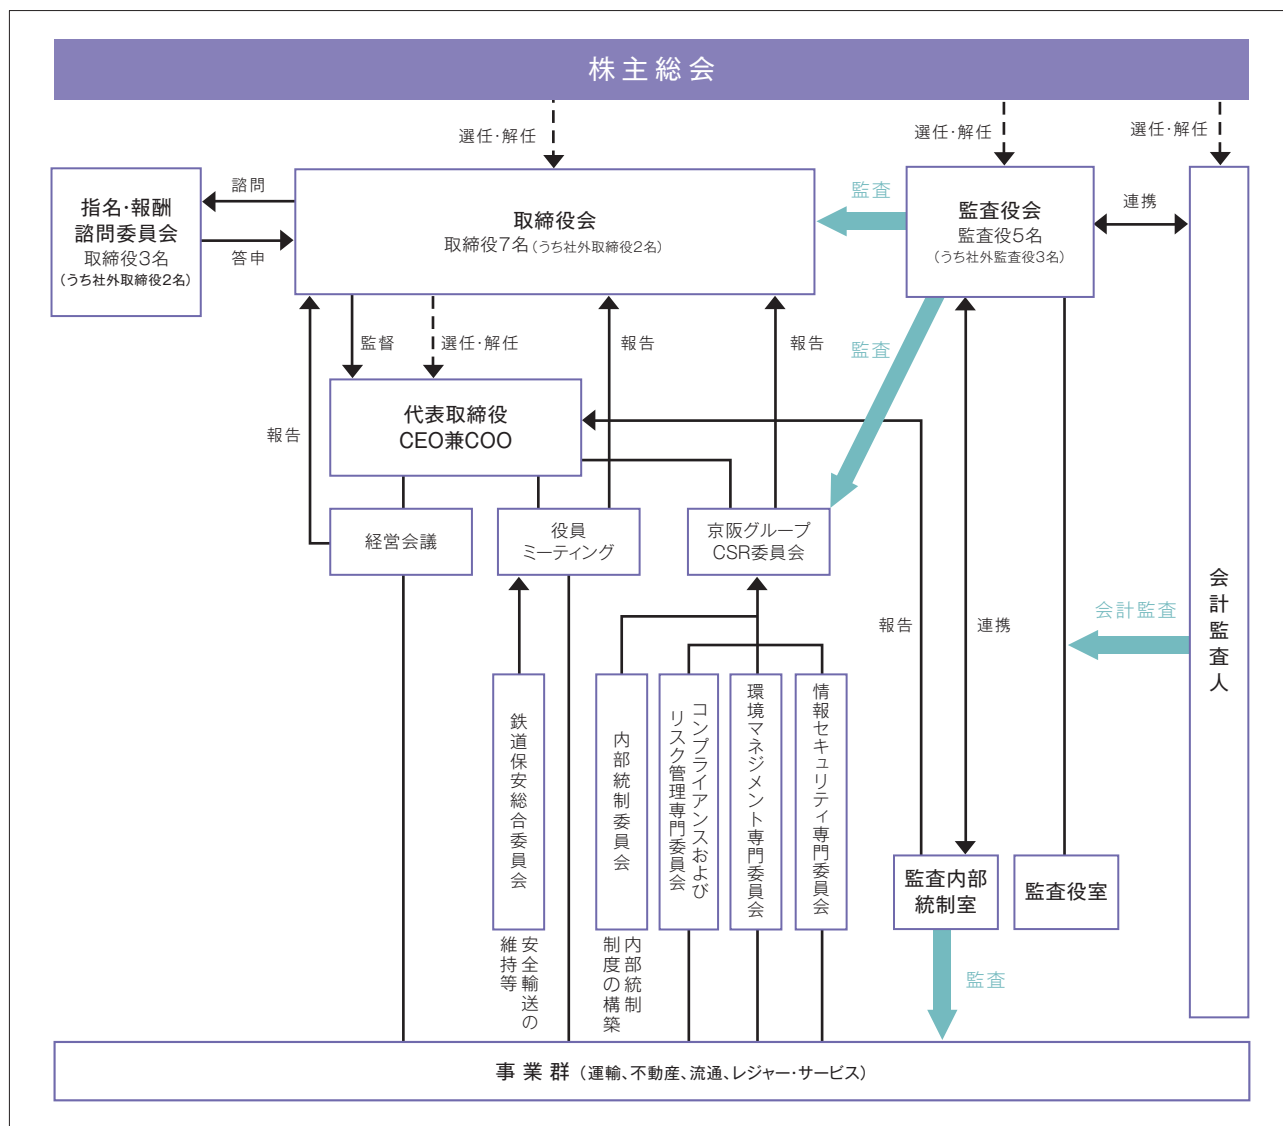 株主総会
選任・解任
選任・解任
選任・解任
指名・報酬
諮問委員会
取締役3名
(うち社外取締役2名)
諮問
答申
取締役会
取締役7名(うち社外取締役2名)
監査
監査役会
監査役5名
(うち社外監査役3名)
連携
監督
選任・解任
報告
報告
監査
報告
代表取締役
CEO兼COO
経営会議
役員
ミーティング
京阪グループ
CSR委員会
報告
連携
会計監査
会計監査人
鉄道保安総合委員会
安全輸送の
維持等
内部統制委員会
内部統制
制度の構築
コンプライアンスおよび
リスク管理専門委員会
環境マネジメント専門委員会
情報セキュリティ専門委員会
監査内部
統制室
監査役室
監査
事業群(運輸、不動産、流通、レジャー・サービス)